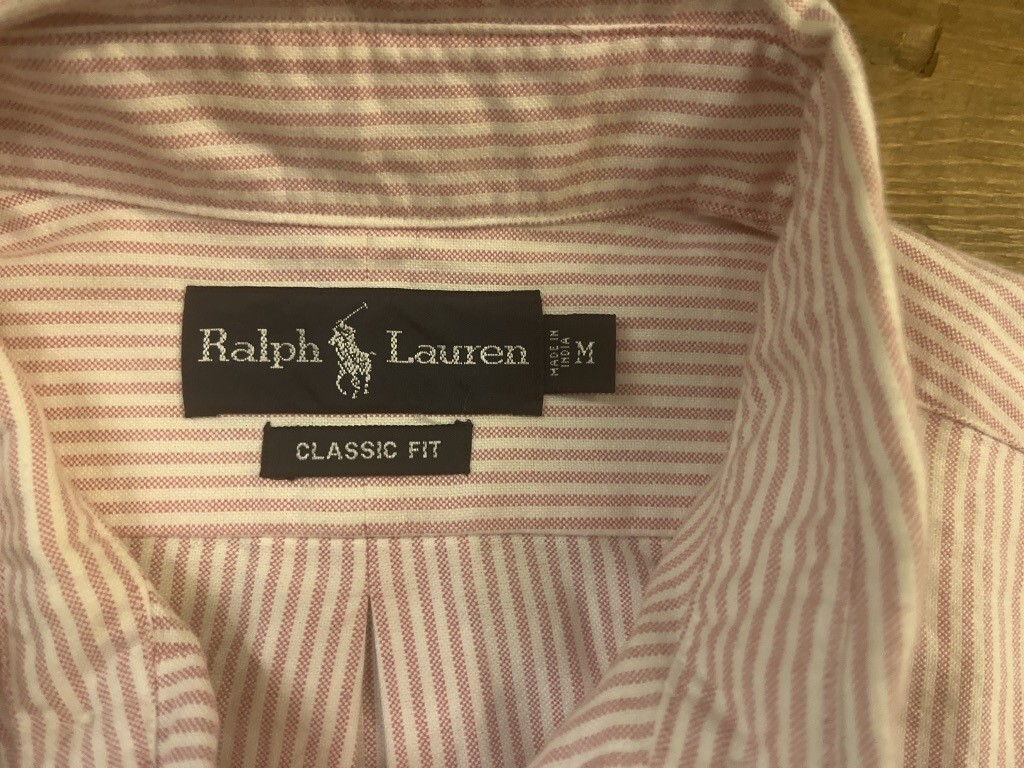 Ralph Lauren
MADE IN
INDIA
M
CLASSIC FIT